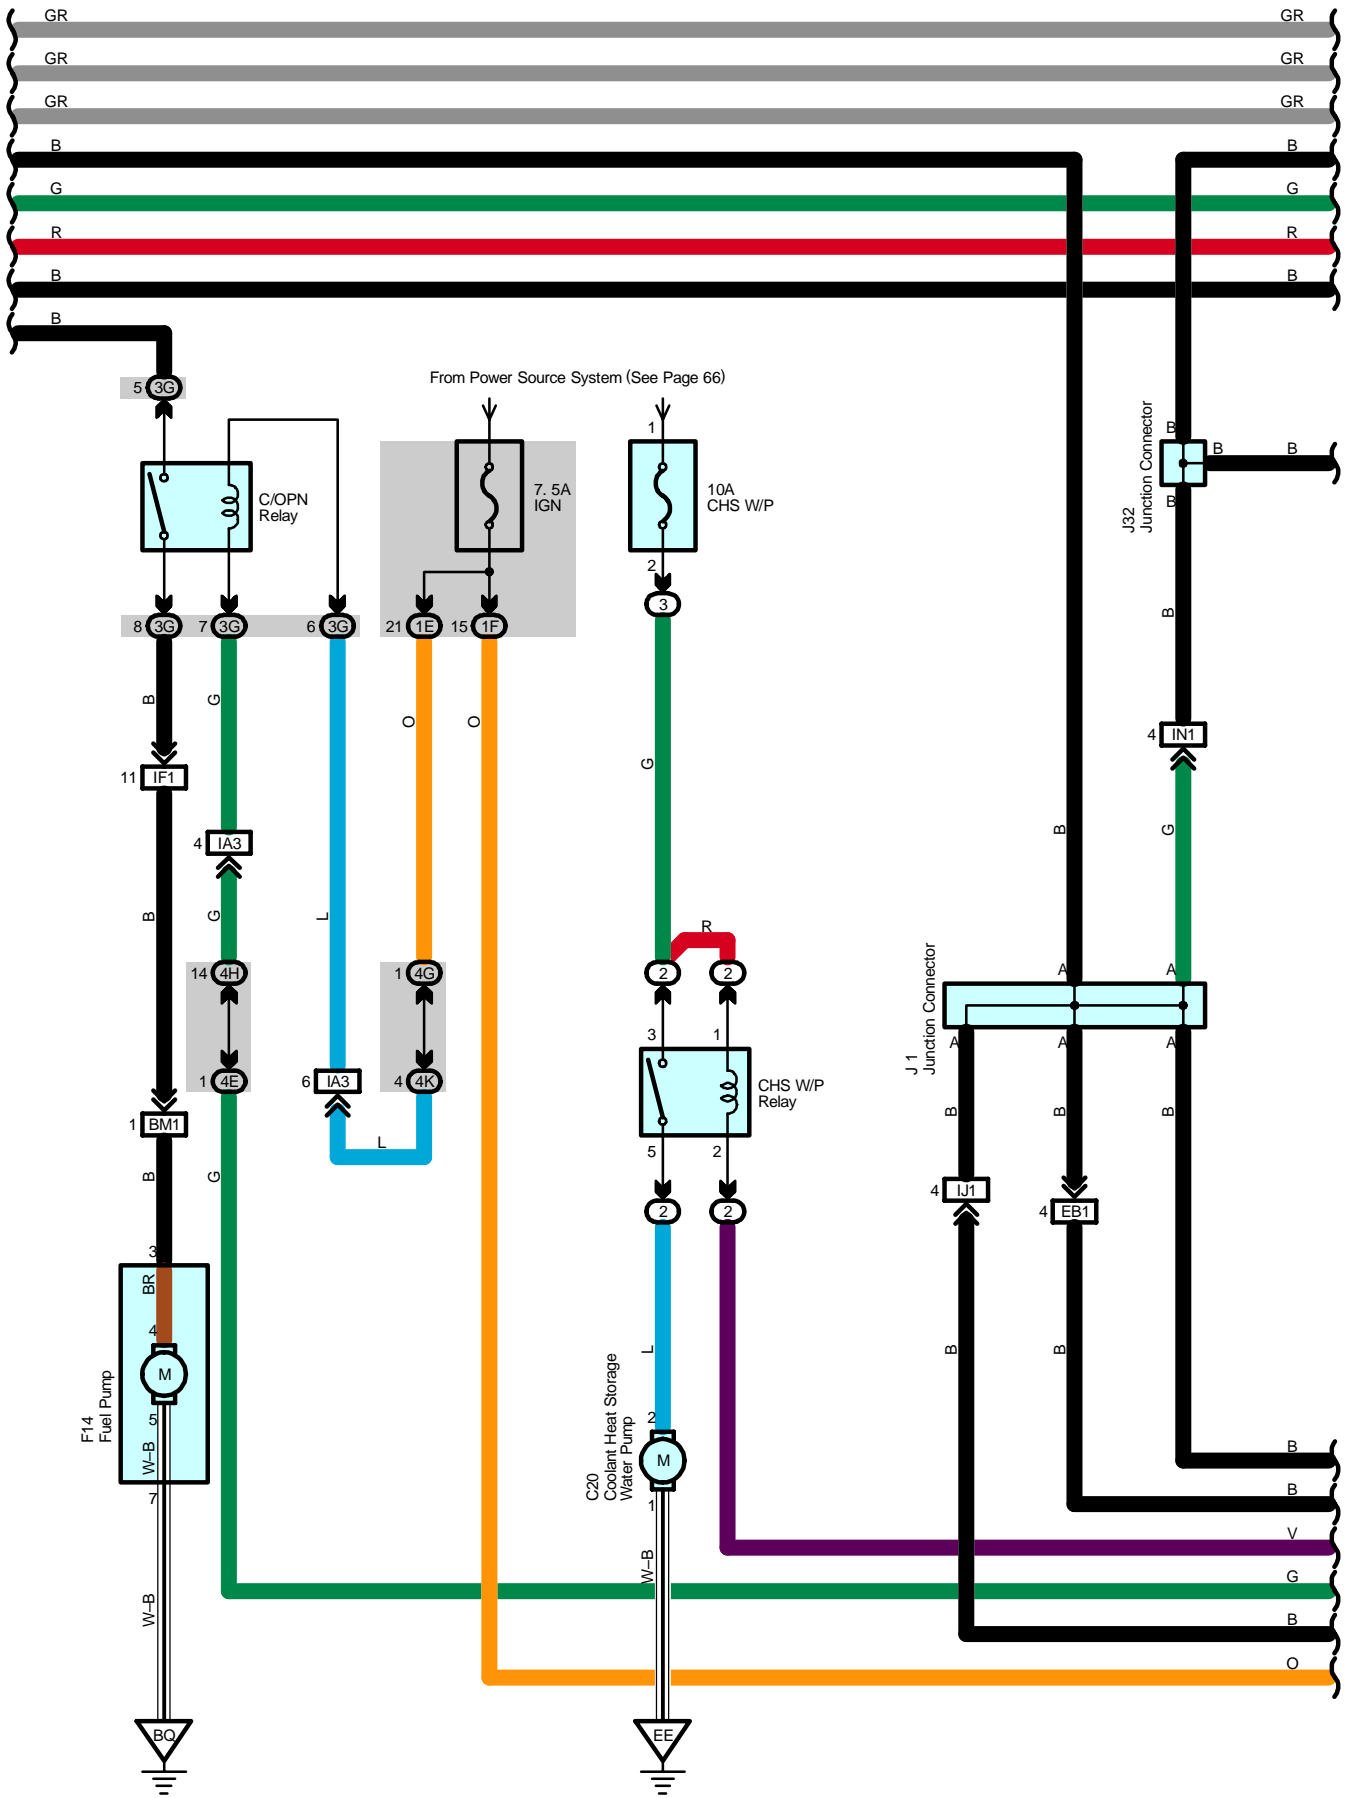 GR GR
GR GR
GR GR
B B B
G G
R R
B B
B
From Power Source System (See Page 66)
5 3G
1
C/OPN
Relay
7. 5A
IGN
10A
CHS W/P
2
3
J32
Junction Connector
B
B B
B
8 3G 7 3G 6 3G 21 1E 15 1F
B G O O G B
4 IN1
11 IF1
4 IA3
B G
B G L
R
14 4H 1 4G 2 2
A A
J 1
Junction Connector
3 1
A A A
CHS W/P
Relay
1 4E 6 IA3 4 4K
1 BM1
L
5 2
B B B
B G
4 IJ1
4 EB1
2 2
3
BR
4
M
5
W–B
7
F14
Fuel Pump
L
B B
2
M
1
C20
Coolant Heat Storage
Water Pump
W–B
W–B
B
B
V
G
B
O
BQ EE